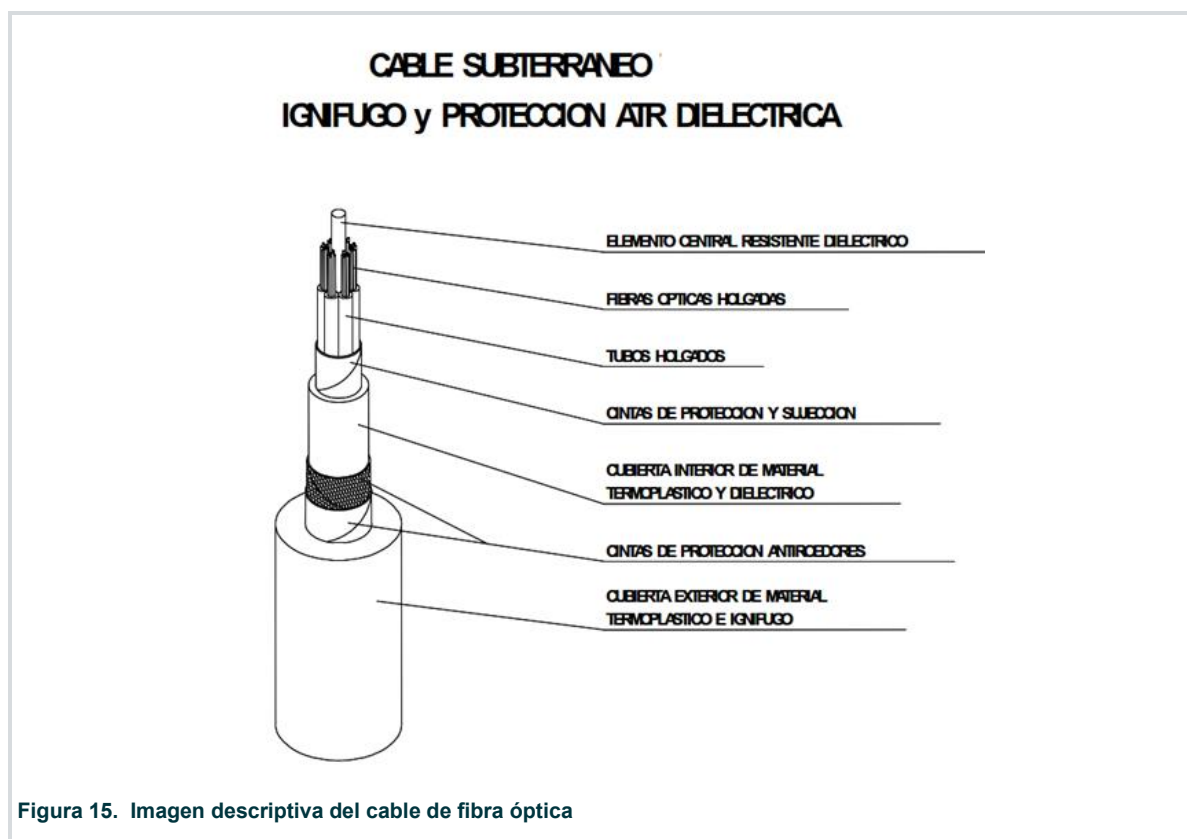 CABLE SUBTERRANEO
IGNIFUGO y PROTECCION ATR DIELECTRICA
ELEMENTO CENTRAL RESISTENTE DIELECTRICO
FIBRAS OPTICAS HOLGADAS
TUBOS HOLGADOS
CINTAS DE PROTECCION Y SUJECCION
CUBIERTA INTERIOR DE MATERIAL
TERMOPLASTICO Y DIELECTRICO
CINTAS DE PROTECCION ANTIROEDORES
CUBIERTA EXTERIOR DE MATERIAL
TERMOPLASTICO E IGNIFUGO
Figura 15. Imagen descriptiva del cable de fibra óptica